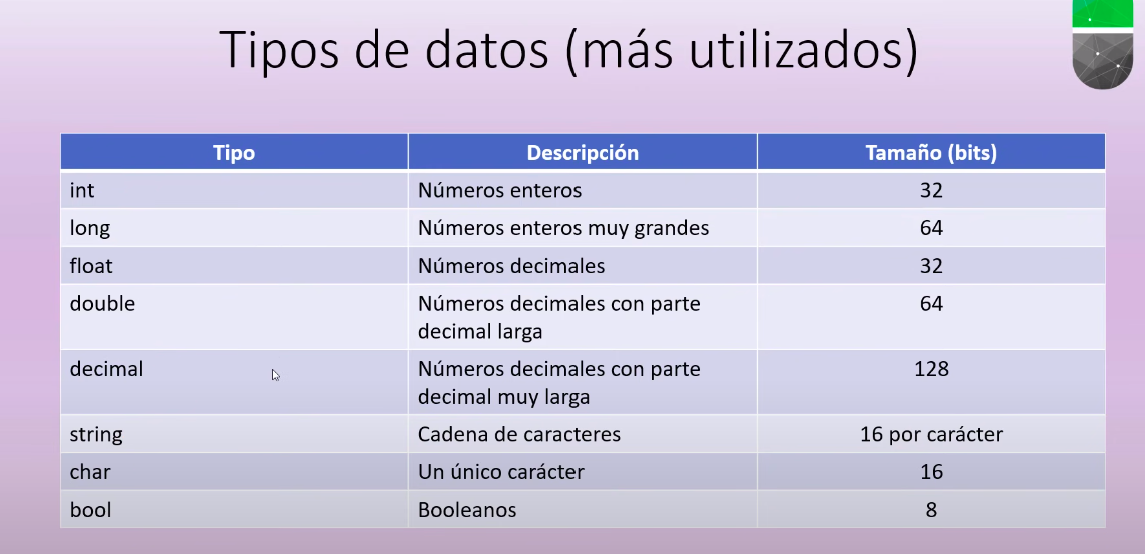 Tipos de datos (más utilizados)
Tipo Descripción Tamaño (bits)
int Números enteros 32
long Números enteros muy grandes 64
float Números decimales 32
double Números decimales con parte 64
decimal larga
decimal Números decimales con parte 128
decimal muy larga
string Cadena de caracteres 16 por carácter
char Un único carácter 16
bool Booleanos 8